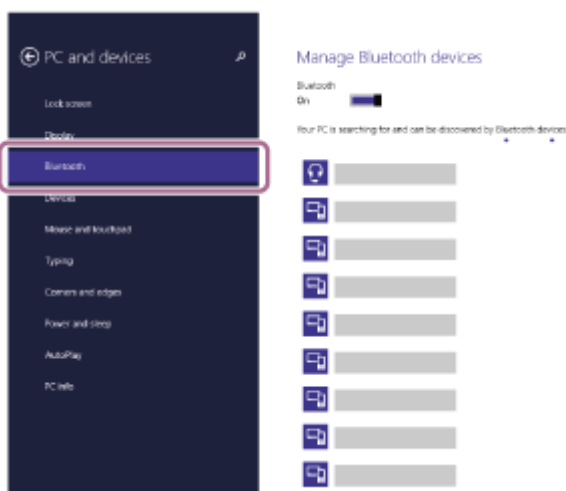 PC and devices
Lock screen
Display
Bluetooth
Devices
Mouse and touchpad
Typing
Corners and edges
Power and sleep
AutoPlay
PC info
Manage Bluetooth devices
Bluetooth
On
Your PC is searching for and can be discovered by Bluetooth devices